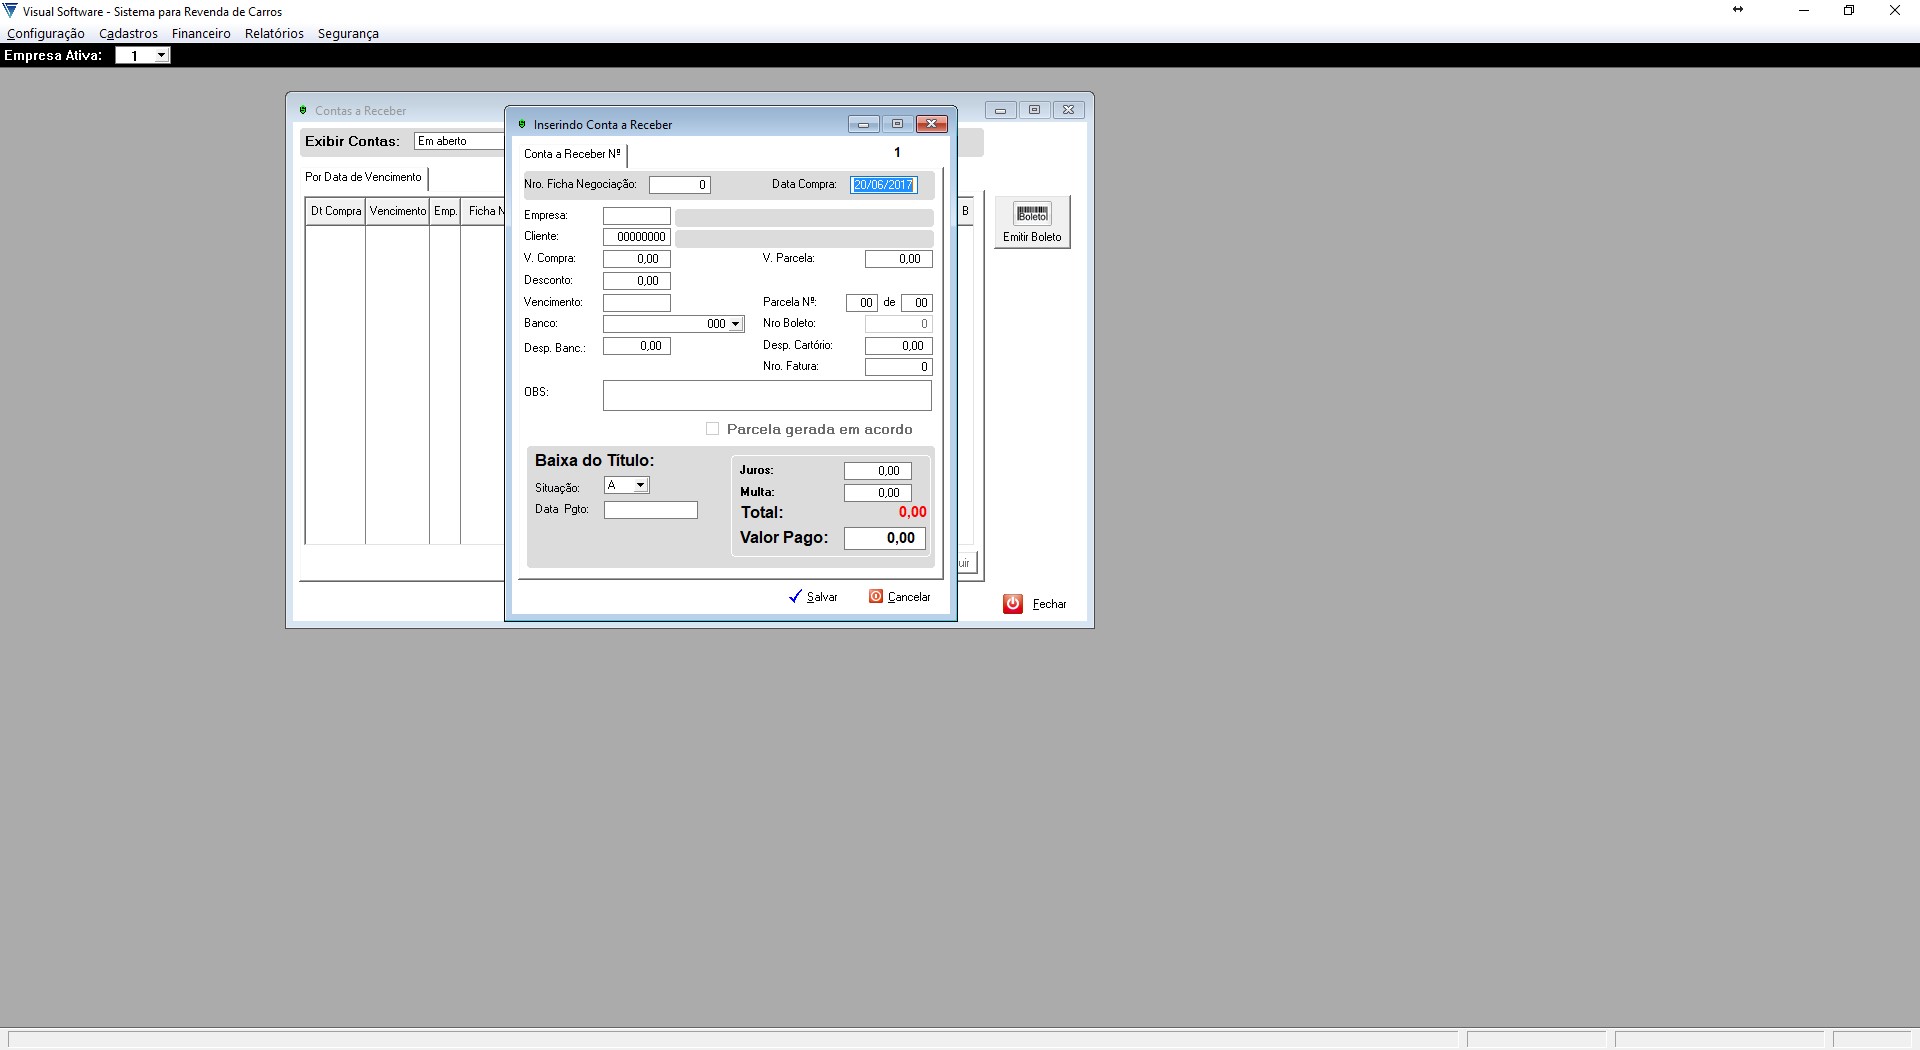 Visual Software - Sistema para Revenda de Carros
Configuração Cadastros Financeiro Relatórios Segurança
Empresa Ativa: 1
Contas a Receber
Exibir Contas: Em aberto
Por Data de Vencimento
Dt Compra Vencimento Emp. Ficha N B
Boleto
Emitir Boleto
uir
Fechar
Inserindo Conta a Receber
Conta a Receber Nº 1
Nro. Ficha Negociação: 0 Data Compra: 20/06/2017
Empresa:
Cliente: 00000000
V. Compra: 0,00 V. Parcela: 0,00
Desconto: 0,00
Vencimento: Parcela Nº: 00 de 00
Banco: 000 Nro Boleto: 0
Desp. Banc.: 0,00 Desp. Cartório: 0,00
Nro. Fatura: 0
OBS:
Parcela gerada em acordo
Baixa do Título:
Situação: A
Data Pgto:
Juros: 0,00
Multa: 0,00
Total: 0,00
Valor Pago: 0,00
Salvar Cancelar